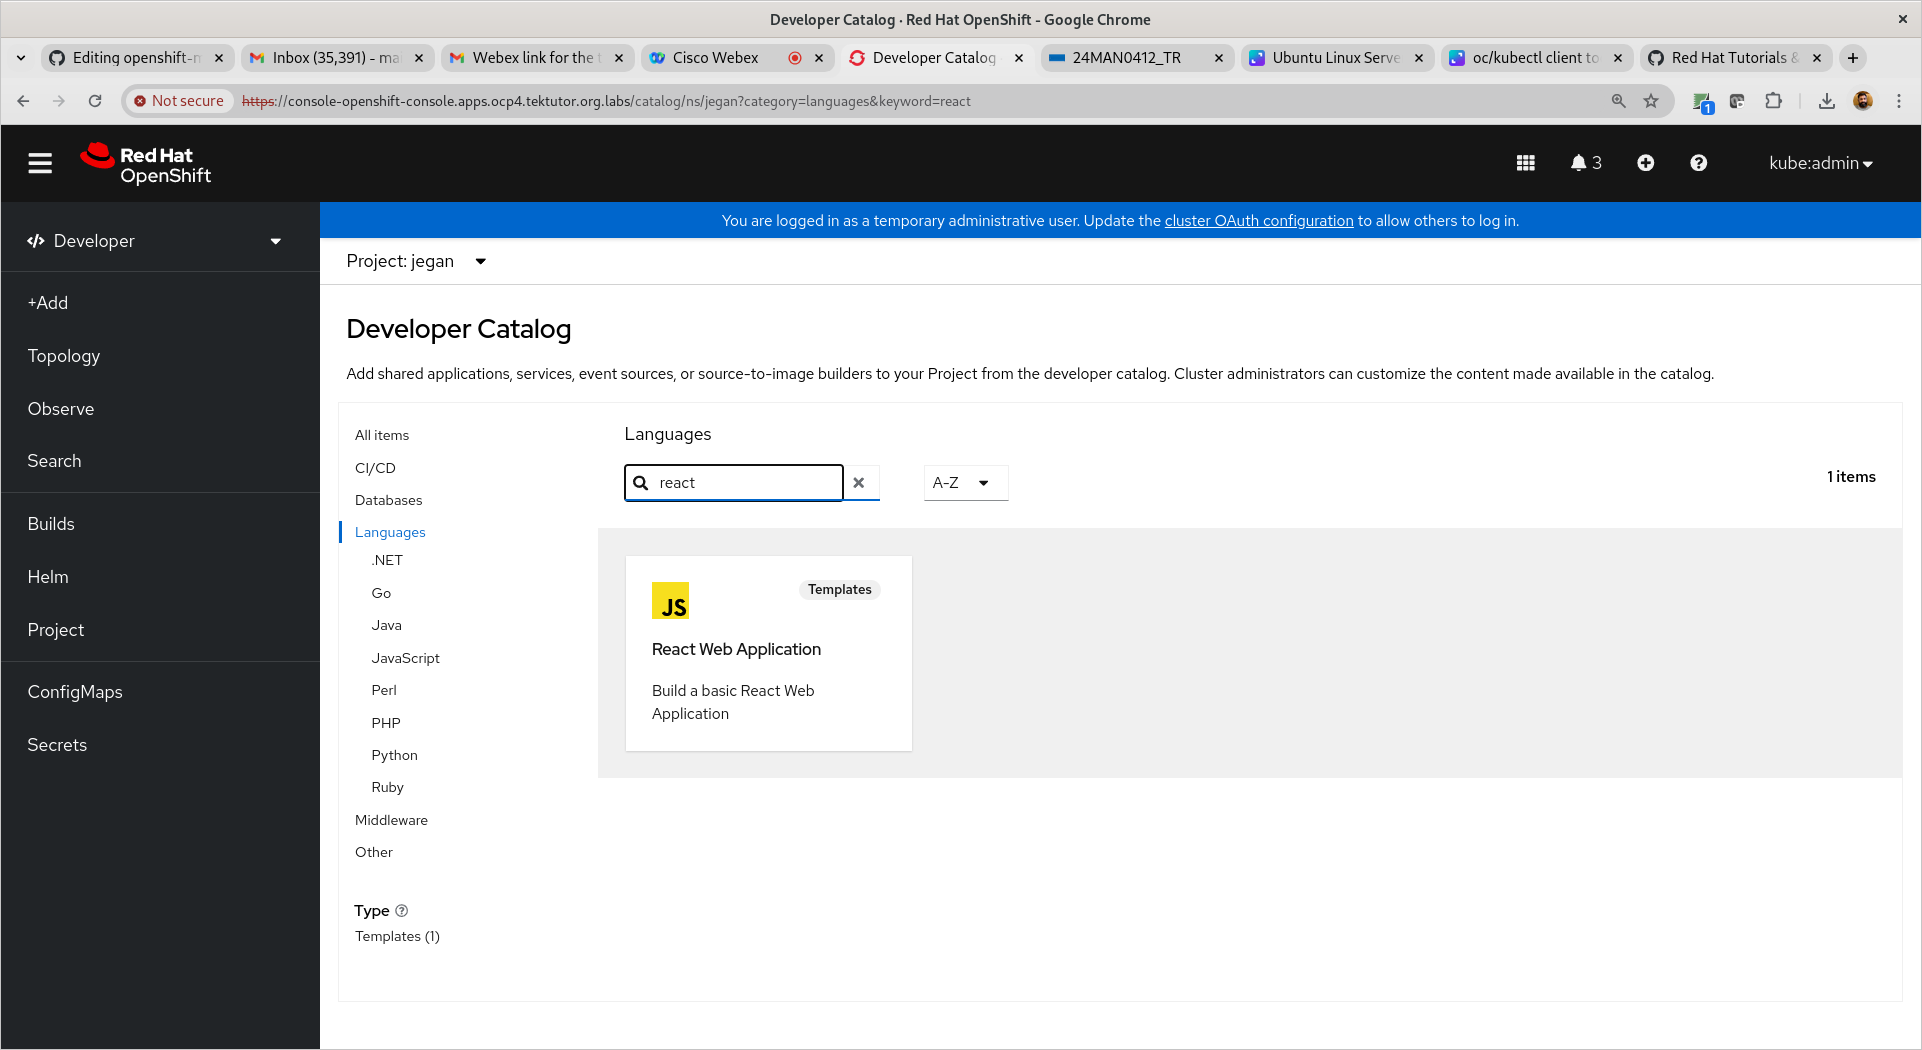 Developer Catalog · Red Hat OpenShift - Google Chrome
Editing openshift-
Inbox (35,391) - ma
Webex link for the
Cisco Webex
Developer Catalog
24MAN0412_TR
Ubuntu Linux Serve
oc/kubectl client to
Red Hat Tutorials &
Not secure
https://console-openshift-console.apps.ocp4.tektutor.org.labs/catalog/ns/jegan?category=languages&keyword=react
1
Red Hat
OpenShift
3
kube:admin
You are logged in as a temporary administrative user. Update the cluster OAuth configuration to allow others to log in.
Developer
+Add
Topology
Observe
Search
Builds
Helm
Project
ConfigMaps
Secrets
Project: jegan
Developer Catalog
Add shared applications, services, event sources, or source-to-image builders to your Project from the developer catalog. Cluster administrators can customize the content made available in the catalog.
All items
CI/CD
Databases
Languages
.NET
Go
Java
JavaScript
Perl
PHP
Python
Ruby
Middleware
Other
Type
Templates (1)
Languages
react
A-Z
1 items
JS
Templates
React Web Application
Build a basic React Web
Application